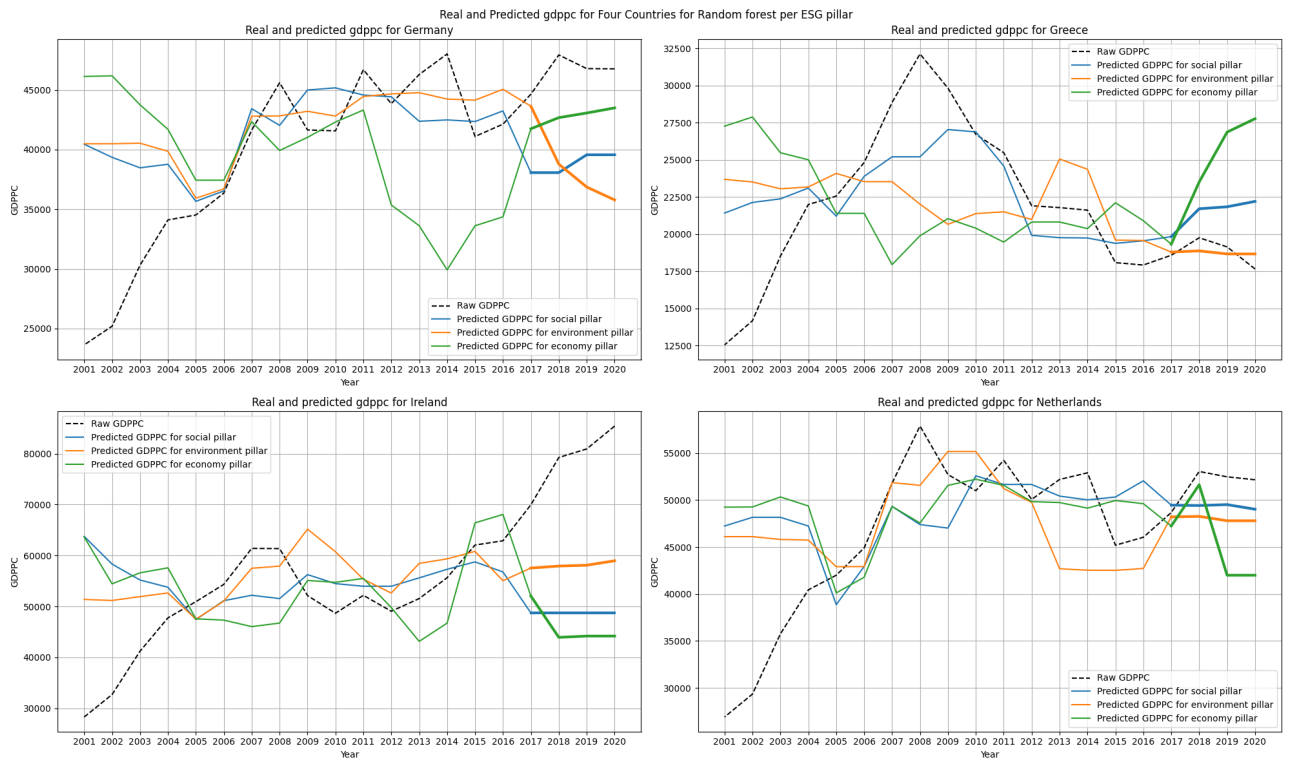 Real and Predicted gdppc for Four Countries for Random forest per ESG pillar
Real and predicted gdppc for Germany
45000
40000
35000
30000
25000
GDPPC
Raw GDPPC
Predicted GDPPC for social pillar
Predicted GDPPC for environment pillar
Predicted GDPPC for economy pillar
2001 2002 2003 2004 2005 2006 2007 2008 2009 2010 2011 2012 2013 2014 2015 2016 2017 2018 2019 2020
Year
Real and predicted gdppc for Greece
32500
30000
27500
25000
22500
20000
17500
15000
12500
GDPPC
Raw GDPPC
Predicted GDPPC for social pillar
Predicted GDPPC for environment pillar
Predicted GDPPC for economy pillar
2001 2002 2003 2004 2005 2006 2007 2008 2009 2010 2011 2012 2013 2014 2015 2016 2017 2018 2019 2020
Year
Real and predicted gdppc for Ireland
80000
70000
60000
50000
40000
30000
GDPPC
Raw GDPPC
Predicted GDPPC for social pillar
Predicted GDPPC for environment pillar
Predicted GDPPC for economy pillar
2001 2002 2003 2004 2005 2006 2007 2008 2009 2010 2011 2012 2013 2014 2015 2016 2017 2018 2019 2020
Year
Real and predicted gdppc for Netherlands
55000
50000
45000
40000
35000
30000
GDPPC
Raw GDPPC
Predicted GDPPC for social pillar
Predicted GDPPC for environment pillar
Predicted GDPPC for economy pillar
2001 2002 2003 2004 2005 2006 2007 2008 2009 2010 2011 2012 2013 2014 2015 2016 2017 2018 2019 2020
Year